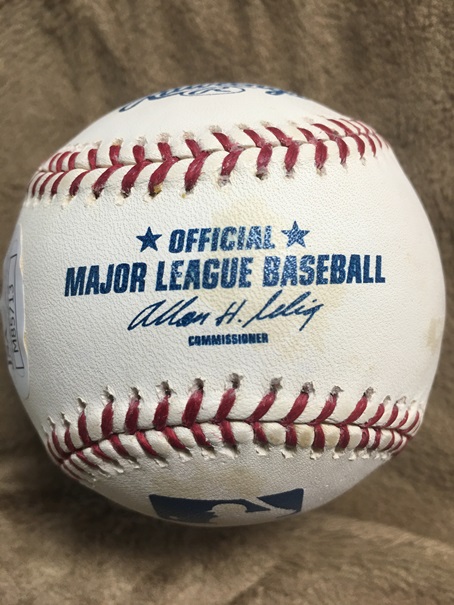 ★ OFFICIAL ★
MAJOR LEAGUE BASEBALL
Allan H. Selig
COMMISSIONER